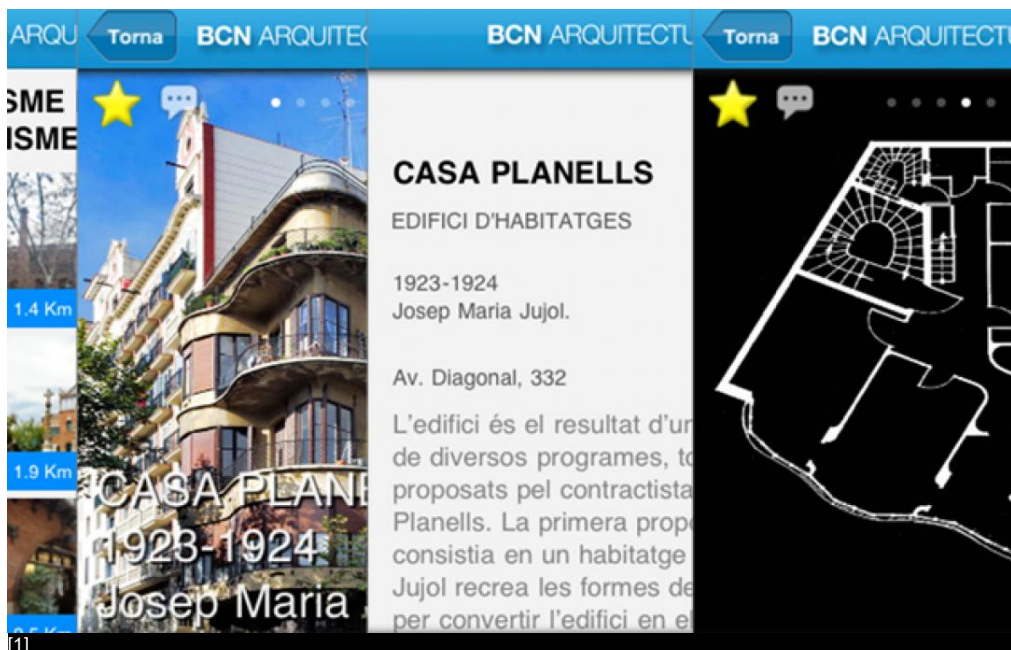 ARQU
SME
ISME
1.4 Km
1.9 Km
Torna
BCN ARQUITEC
CASA PLANE
1923-1924
Josep Maria
BCN ARQUITECTU
CASA PLANELLS
EDIFICI D'HABITATGES
1923-1924
Josep Maria Jujol.
Av. Diagonal, 332
L'edifici és el resultat d'un
de diversos programes, to
proposats pel contractista
Planells. La primera propo
consistia en un habitatge
Jujol recrea les formes de
per convertir l'edifici en el
Torna
BCN ARQUITECTU
[1]